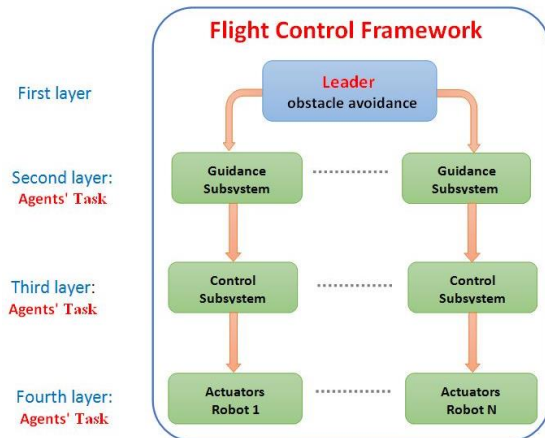 Flight Control Framework
First layer
Leader
obstacle avoidance
Second layer:
Agents' Task
Guidance
Subsystem
Guidance
Subsystem
Third layer:
Agents' Task
Control
Subsystem
Control
Subsystem
Fourth layer:
Agents' Task
Actuators
Robot 1
Actuators
Robot N